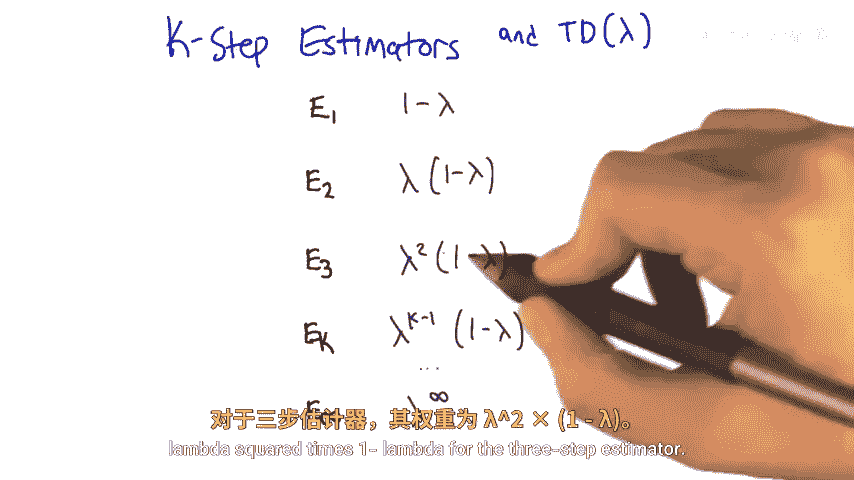 K-Step Estimators and TD(λ)
E₁ 1-λ
E₂ λ(1-λ)
E₃ λ²(1-λ)
Eₖ λᴷ⁻¹(1-λ)
...
λ^∞
对于三步估计器，其权重为 λ^2 × (1 - λ)。
lambda squared times 1- lambda for the three-step estimator.